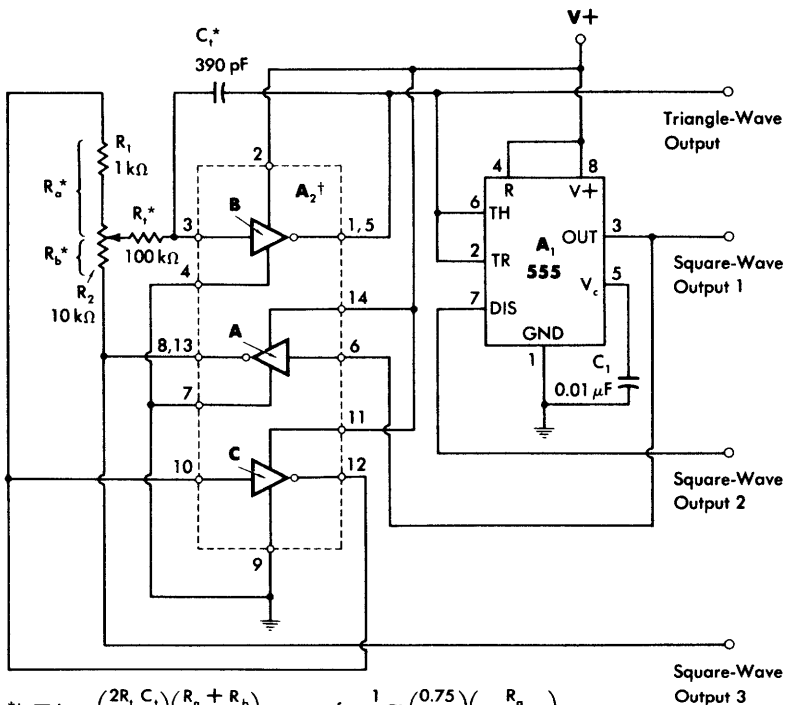 V+
C_t*
390 pF
Triangle-Wave
Output
R_1
1 kΩ
R_a*
2
A_2†
B
4
8
R
V+
R_t*
3
1, 5
6
TH
A_1
555
OUT
3
Square-Wave
Output 1
R_b*
100 kΩ
4
2
TR
V_c
5
R_2
10 kΩ
14
7
DIS
A
8, 13
6
GND
1
C_1
0.01 μF
7
11
C
10
12
Square-Wave
Output 2
9
Square-Wave
Output 3